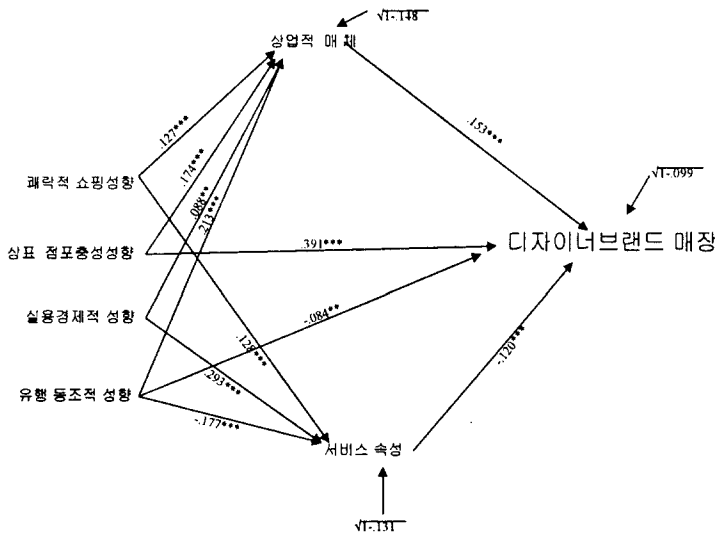 √1-.148
상업적 매체
.127***
.153***
.174***
.088**
.213***
√1-.099
쾌락적 쇼핑성향
상표 점포충성성향
.391***
디자이너브랜드 매장
실용경제적 성향
-.084**
.128***
-.120***
유행 동조적 성향
.293***
-.177***
서비스 속성
√1-.131